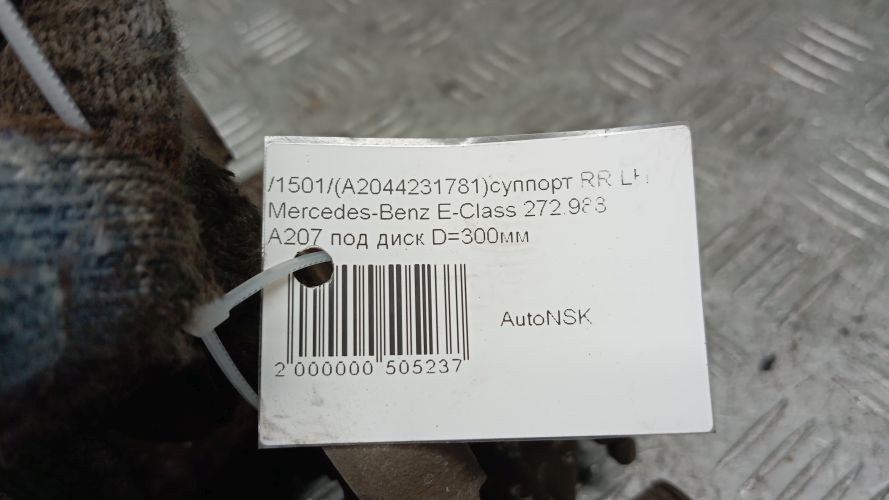 /1501/(A2044231781)суппорт RR LH
Mercedes-Benz E-Class 272.983
A207 под диск D=300мм
AutoNSK
2 000000 505237